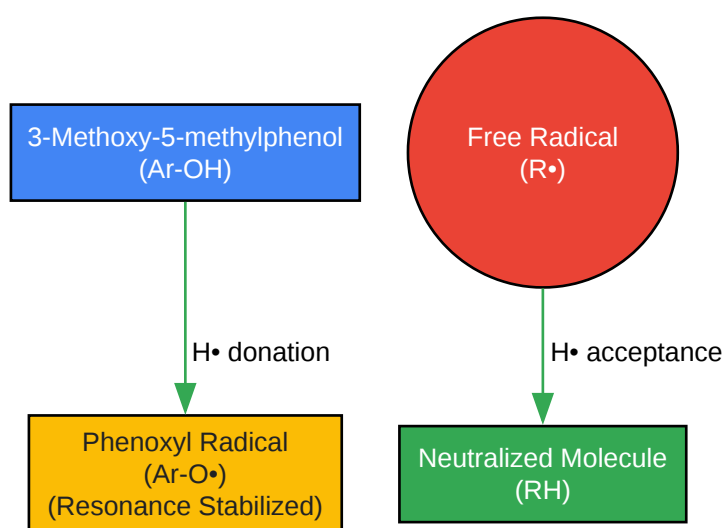 3-Methoxy-5-methylphenol
(Ar-OH)
Free Radical
(R•)
H• donation
H• acceptance
Phenoxyl Radical
(Ar-O•)
(Resonance Stabilized)
Neutralized Molecule
(RH)